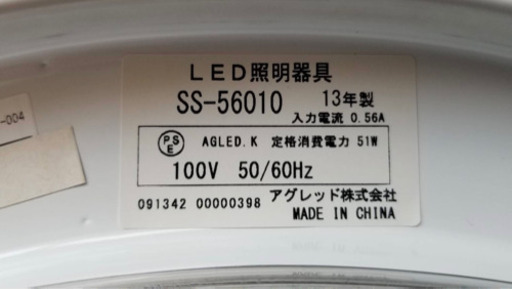 LED照明器具
SS-56010 13年製
入力電流 0.56A
-004
PS
E
AGLED.K 定格消費電力 51W
100V 50/60Hz
アグレッド株式会社
091342 00000398
MADE IN CHINA